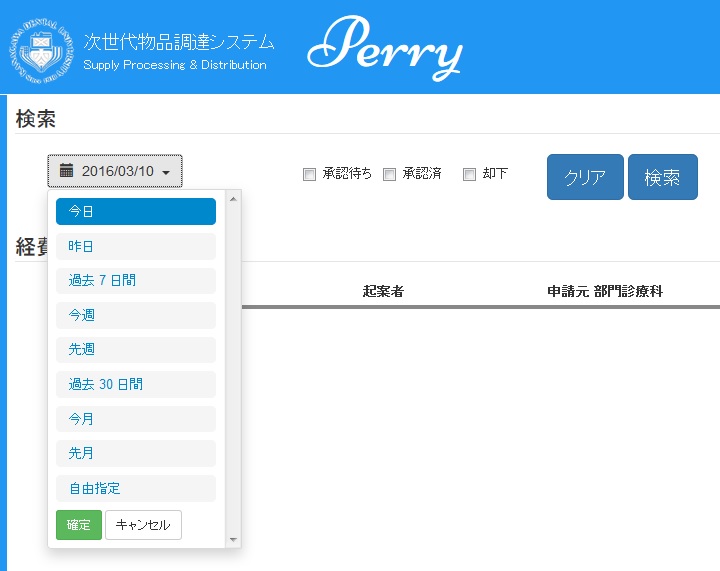 次世代物品調達システム
Supply Processing & Distribution
Perry
検索
2016/03/10
承認待ち
承認済
却下
クリア
検索
今日
昨日
経費
過去 7 日間
起案者
申請元 部門診療科
今週
先週
過去 30 日間
今月
先月
自由指定
確定
キャンセル